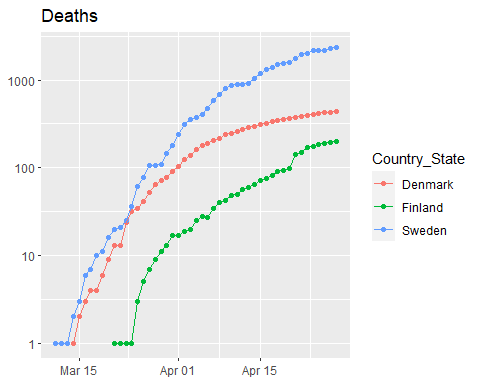 Deaths
1000
100
10
1
Mar 15
Apr 01
Apr 15
Country_State
Denmark
Finland
Sweden